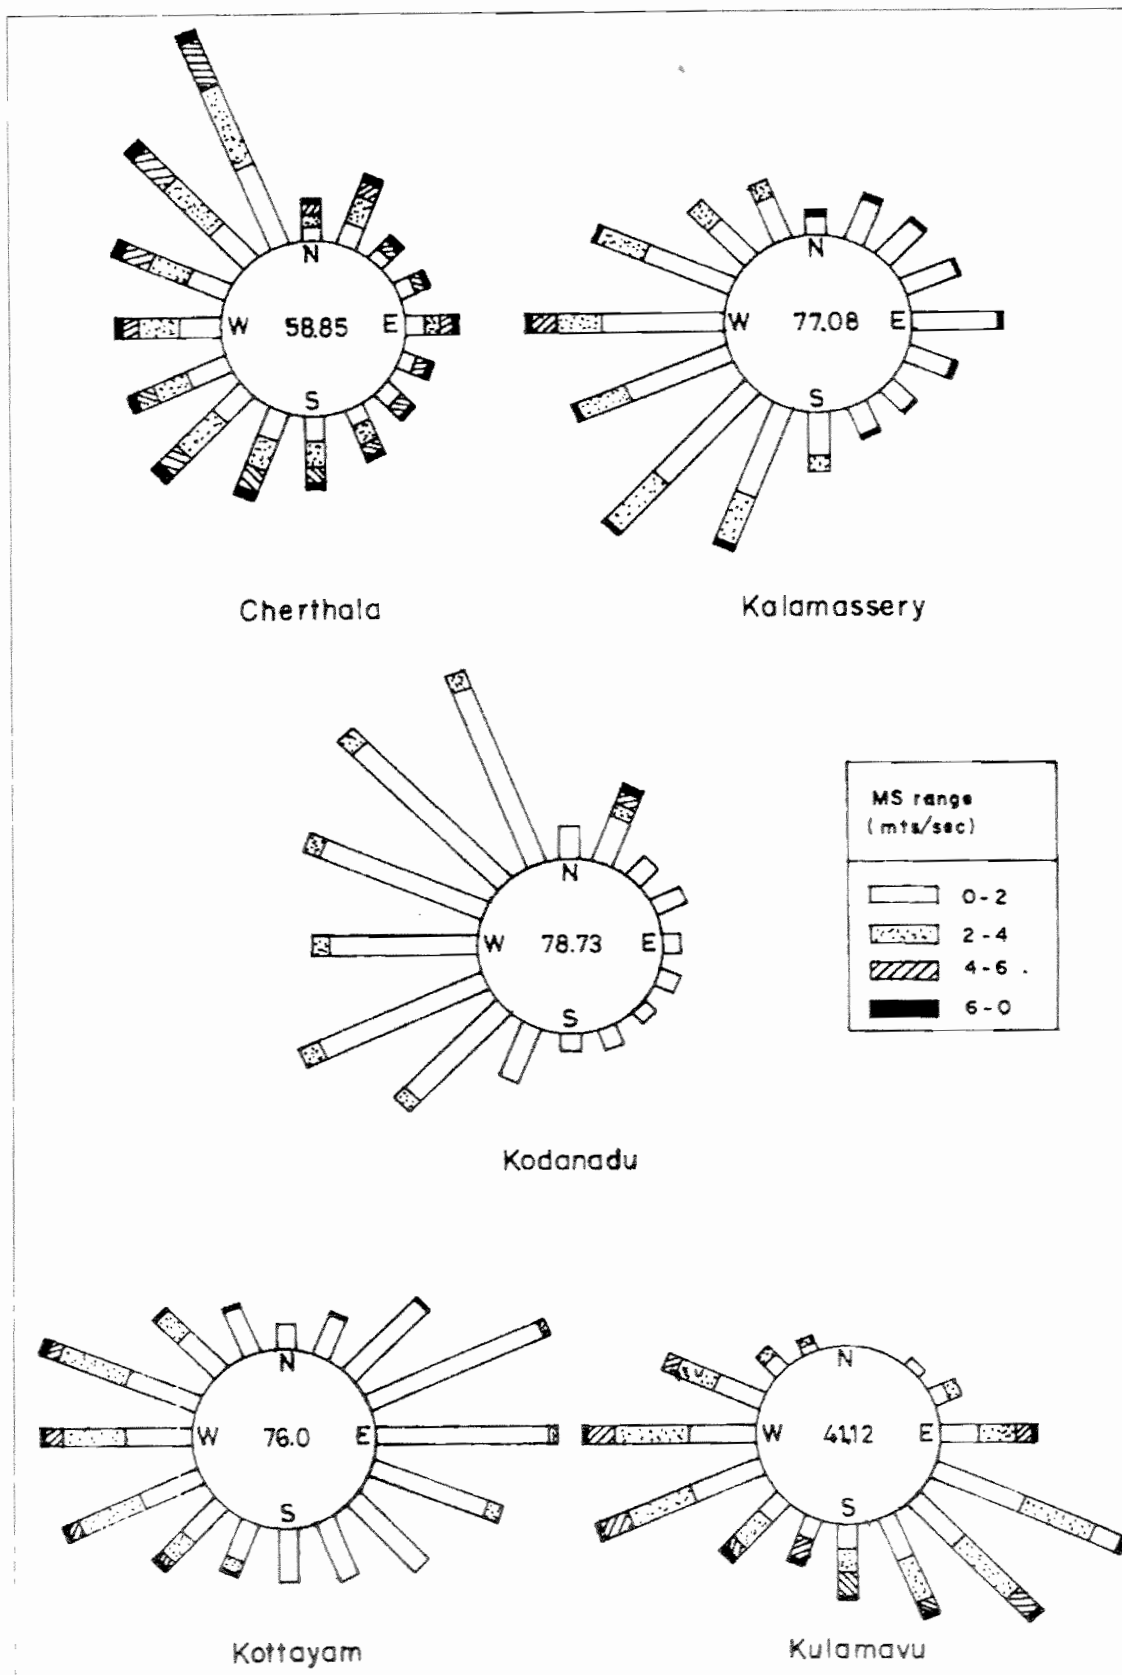 N
W 58.85 E
S
Cherthala
N
W 77.08 E
S
Kalamassery
N
W 78.73 E
S
Kodanadu
MS range
(mts/sec)
0-2
2-4
4-6 .
6-0
N
W 76.0 E
S
Kottayam
N
W 41.12 E
S
Kulamavu